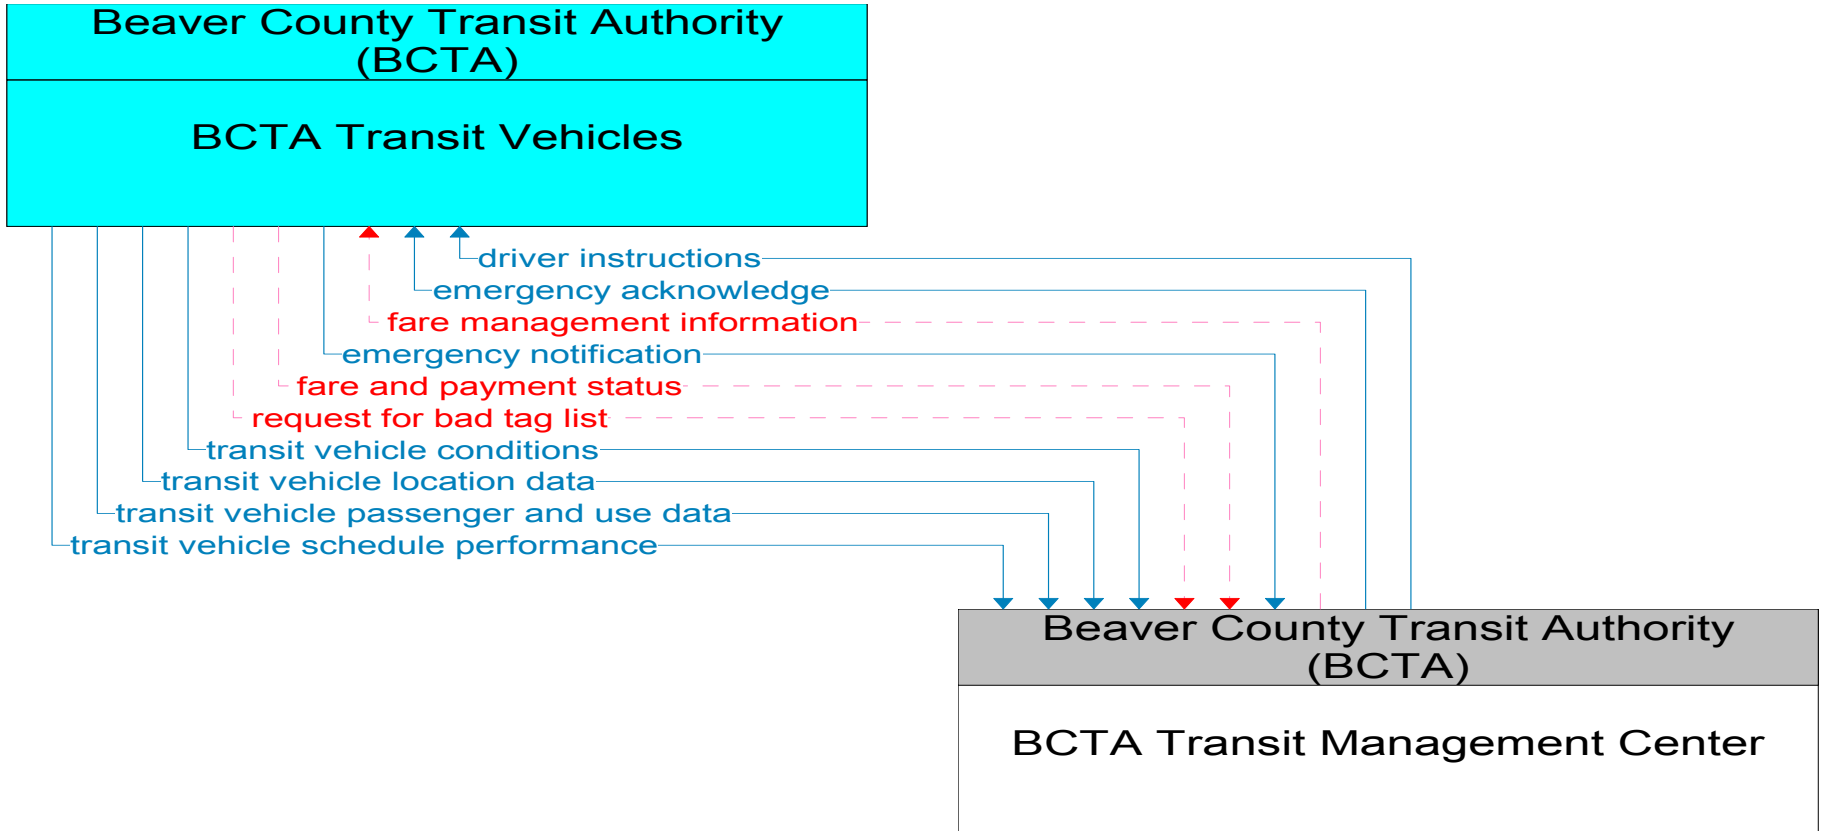 Beaver County Transit Authority
(BCTA)
BCTA Transit Vehicles
driver instructions
emergency acknowledge
fare management information
emergency notification
fare and payment status
request for bad tag list
transit vehicle conditions
transit vehicle location data
transit vehicle passenger and use data
transit vehicle schedule performance
Beaver County Transit Authority
(BCTA)
BCTA Transit Management Center